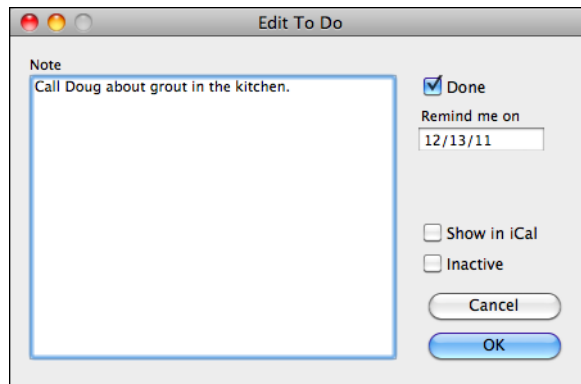 Edit To Do
Note
Call Doug about grout in the kitchen.
Done
Remind me on
12/13/11
Show in iCal
Inactive
Cancel
OK